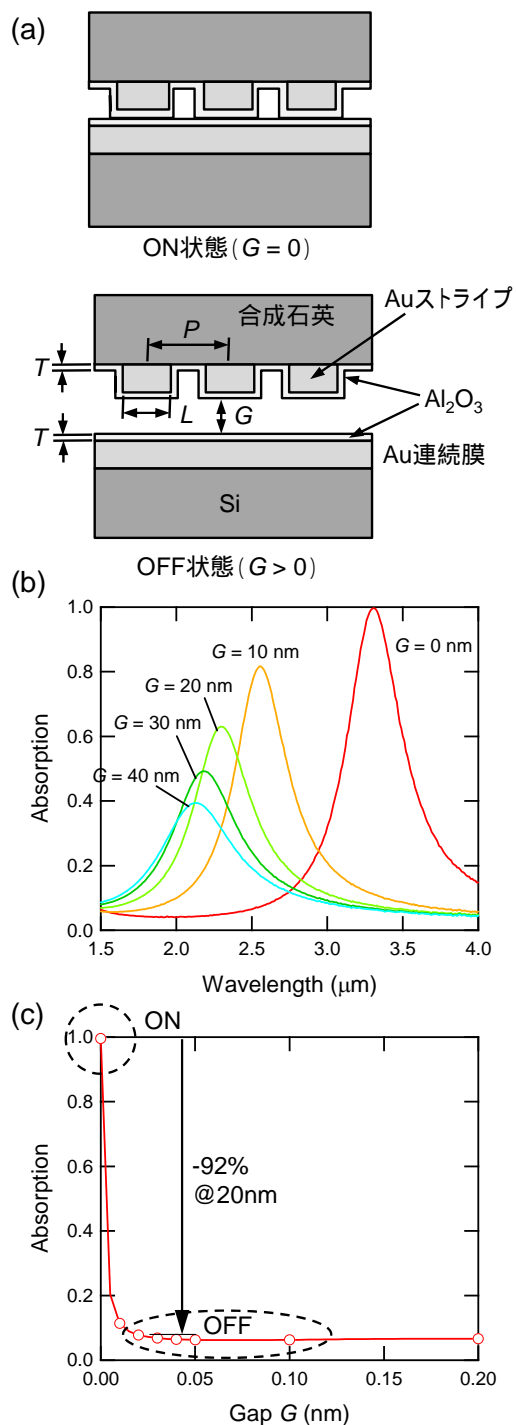 (a)
ON状態(G = 0)
合成石英
Auストライプ
P
T
L
G
Al2O3
T
Au連続膜
Si
OFF状態(G > 0)
(b)
1.0
0.8
0.6
0.4
0.2
0.0
Absorption
G = 0 nm
G = 10 nm
G = 20 nm
G = 30 nm
G = 40 nm
1.5 2.0 2.5 3.0 3.5 4.0
Wavelength (μm)
(c)
ON
1.0
0.8
0.6
0.4
0.2
0.0
Absorption
-92%
@20nm
OFF
0.00 0.05 0.10 0.15 0.20
Gap G (nm)